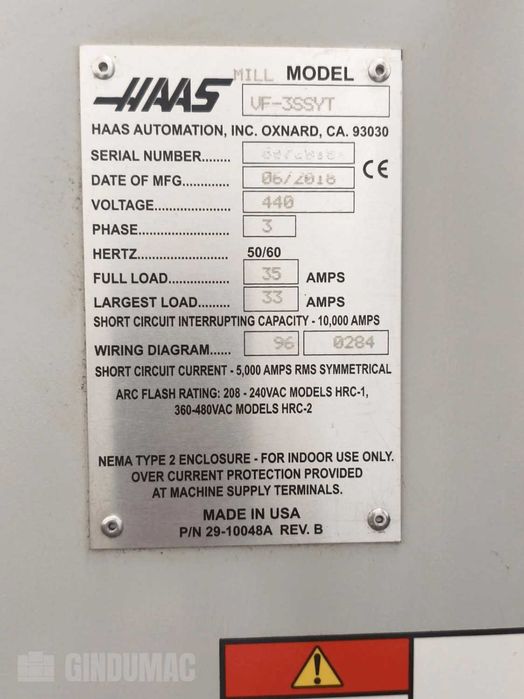 MILL MODEL
HAAS VF-3SSYT
HAAS AUTOMATION, INC. OXNARD, CA. 93030
SERIAL NUMBER........
CE
DATE OF MFG............. 06/2018
VOLTAGE................... 440
PHASE...................... 3
HERTZ...................... 50/60
FULL LOAD................ 35 AMPS
LARGEST LOAD......... 33 AMPS
SHORT CIRCUIT INTERRUPTING CAPACITY - 10,000 AMPS
WIRING DIAGRAM...... 96 0284
SHORT CIRCUIT CURRENT - 5,000 AMPS RMS SYMMETRICAL
ARC FLASH RATING: 208 - 240VAC MODELS HRC-1,
360-480VAC MODELS HRC-2
NEMA TYPE 2 ENCLOSURE - FOR INDOOR USE ONLY.
OVER CURRENT PROTECTION PROVIDED
AT MACHINE SUPPLY TERMINALS.
MADE IN USA
P/N 29-10048A REV. B
GINDUMAC